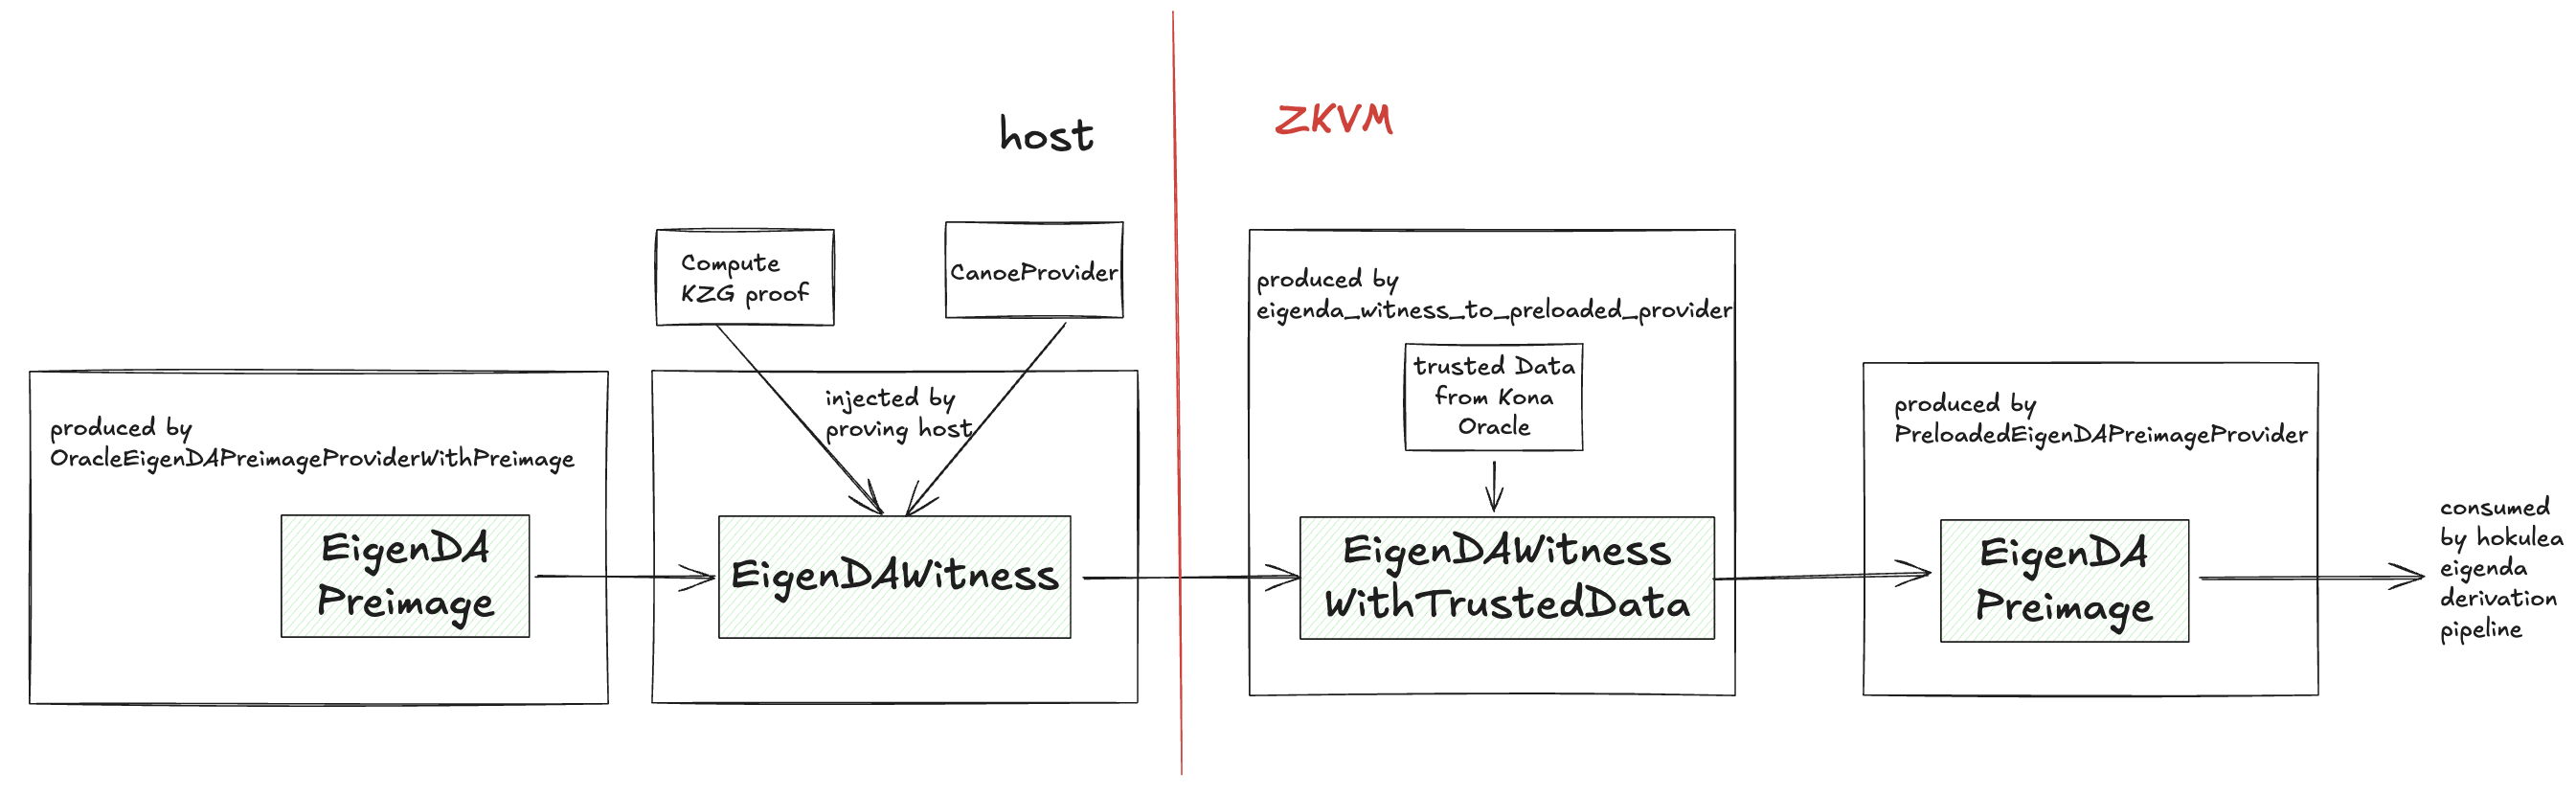 host
ZKVM
Compute
KZG proof
CanoeProvider
produced by
OracleEigenDAPreimageProviderWithPreimage
EigenDA
Preimage
injected by
proving host
EigenDAWitness
produced by
eigenda_witness_to_preloaded_provider
trusted Data
from Kona
Oracle
EigenDAWitness
WithTrustedData
produced by
PreloadedEigenDAPreimageProvider
EigenDA
Preimage
consumed
by hokulea
eigenda
derivation
pipeline